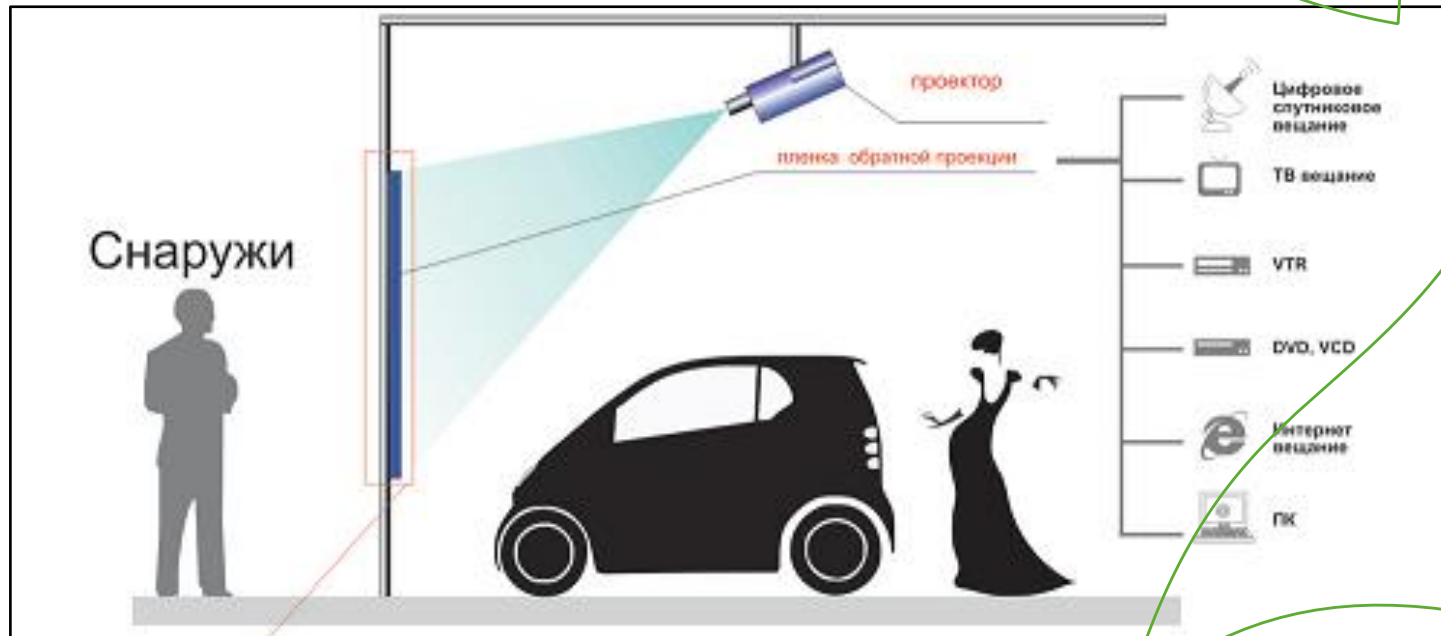 проектор
пленка обратной проекции
Снаружи
Цифровое
спутниковое
вещание
ТВ вещание
VTR
DVD, VCD
Интернет
вещание
ПК